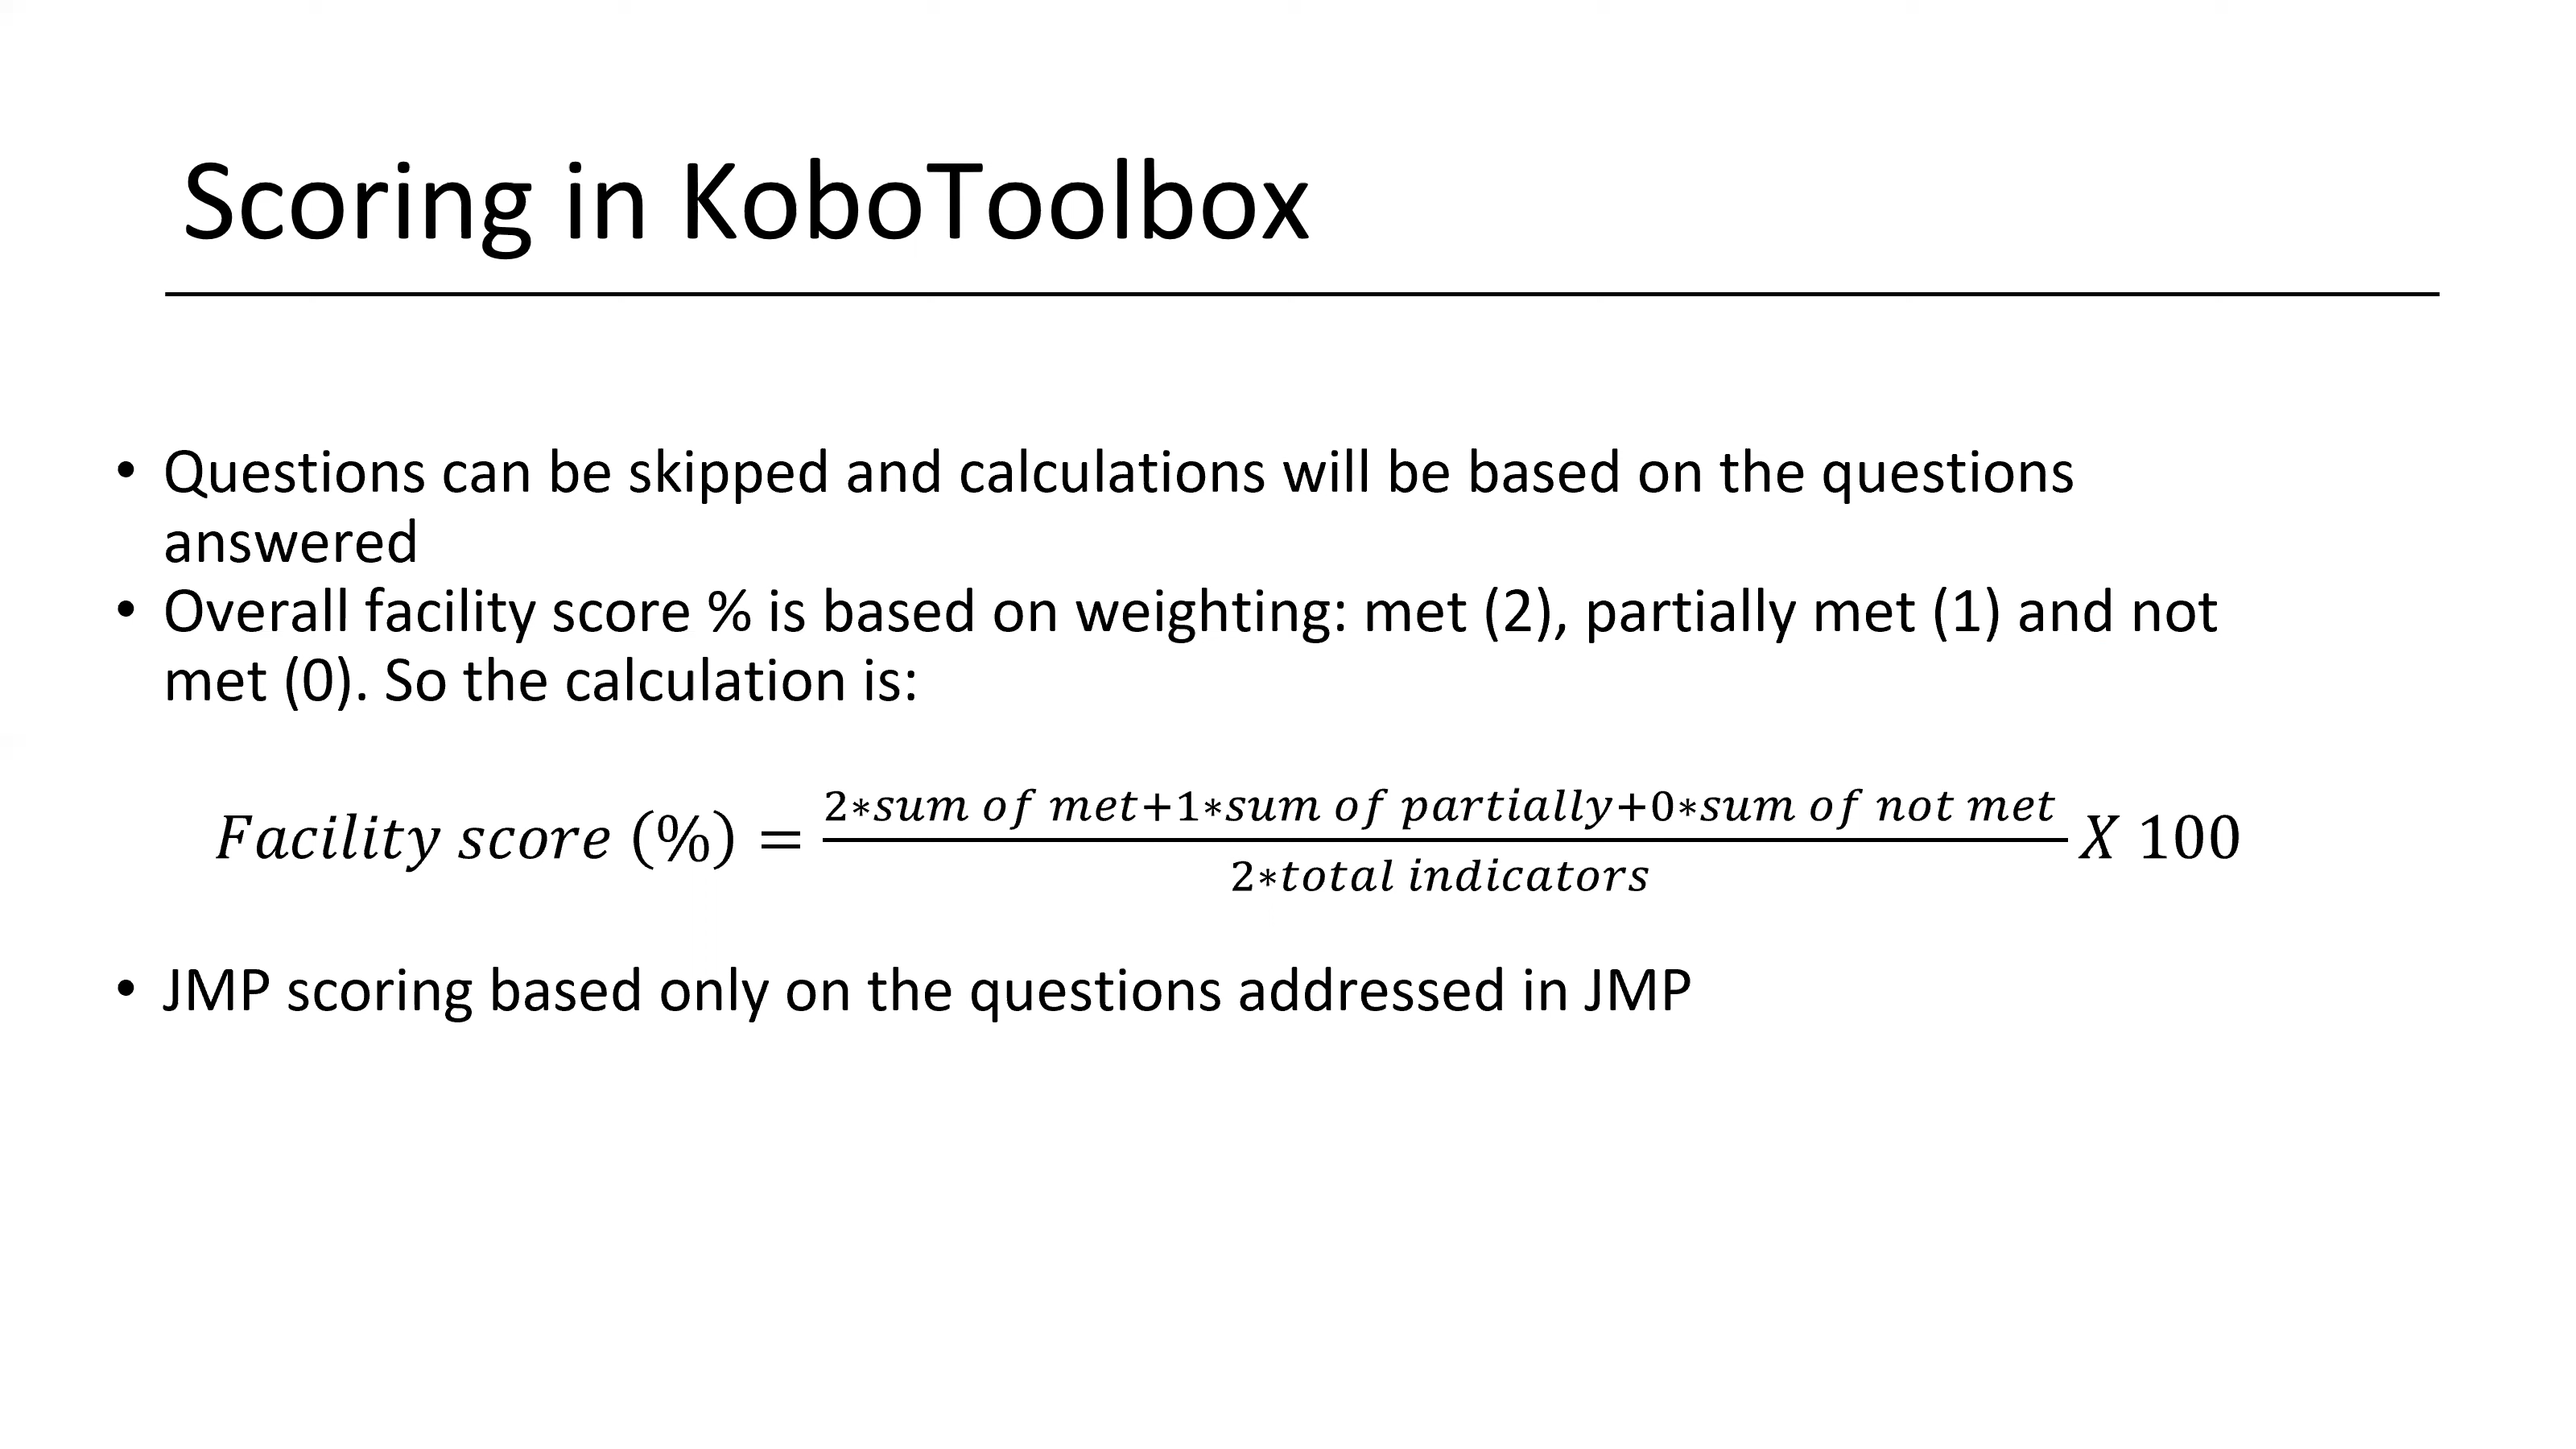 Scoring in KoboToolbox
• Questions can be skipped and calculations will be based on the questions
answered
• Overall facility score % is based on weighting: met (2), partially met (1) and not
met (0). So the calculation is:
Facility score (%) = 2*sum of met+1*sum of partially+0*sum of not met / 2*total indicators X 100
• JMP scoring based only on the questions addressed in JMP